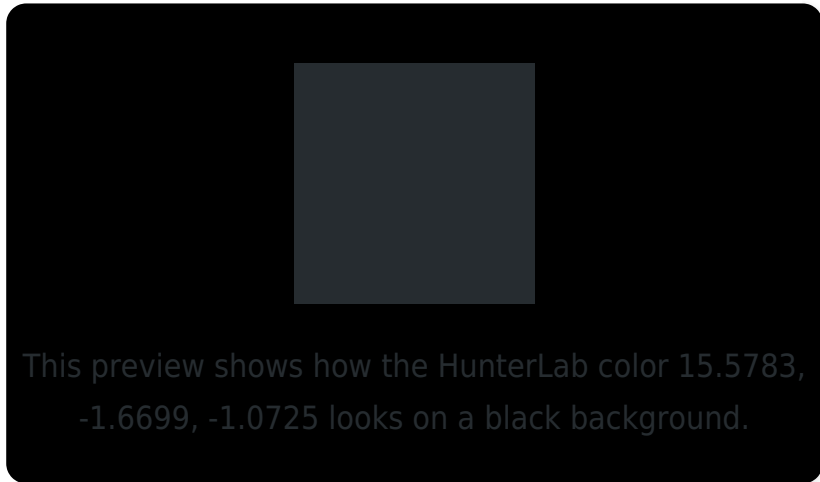 This preview shows how the HunterLab color 15.5783,
-1.6699, -1.0725 looks on a black background.